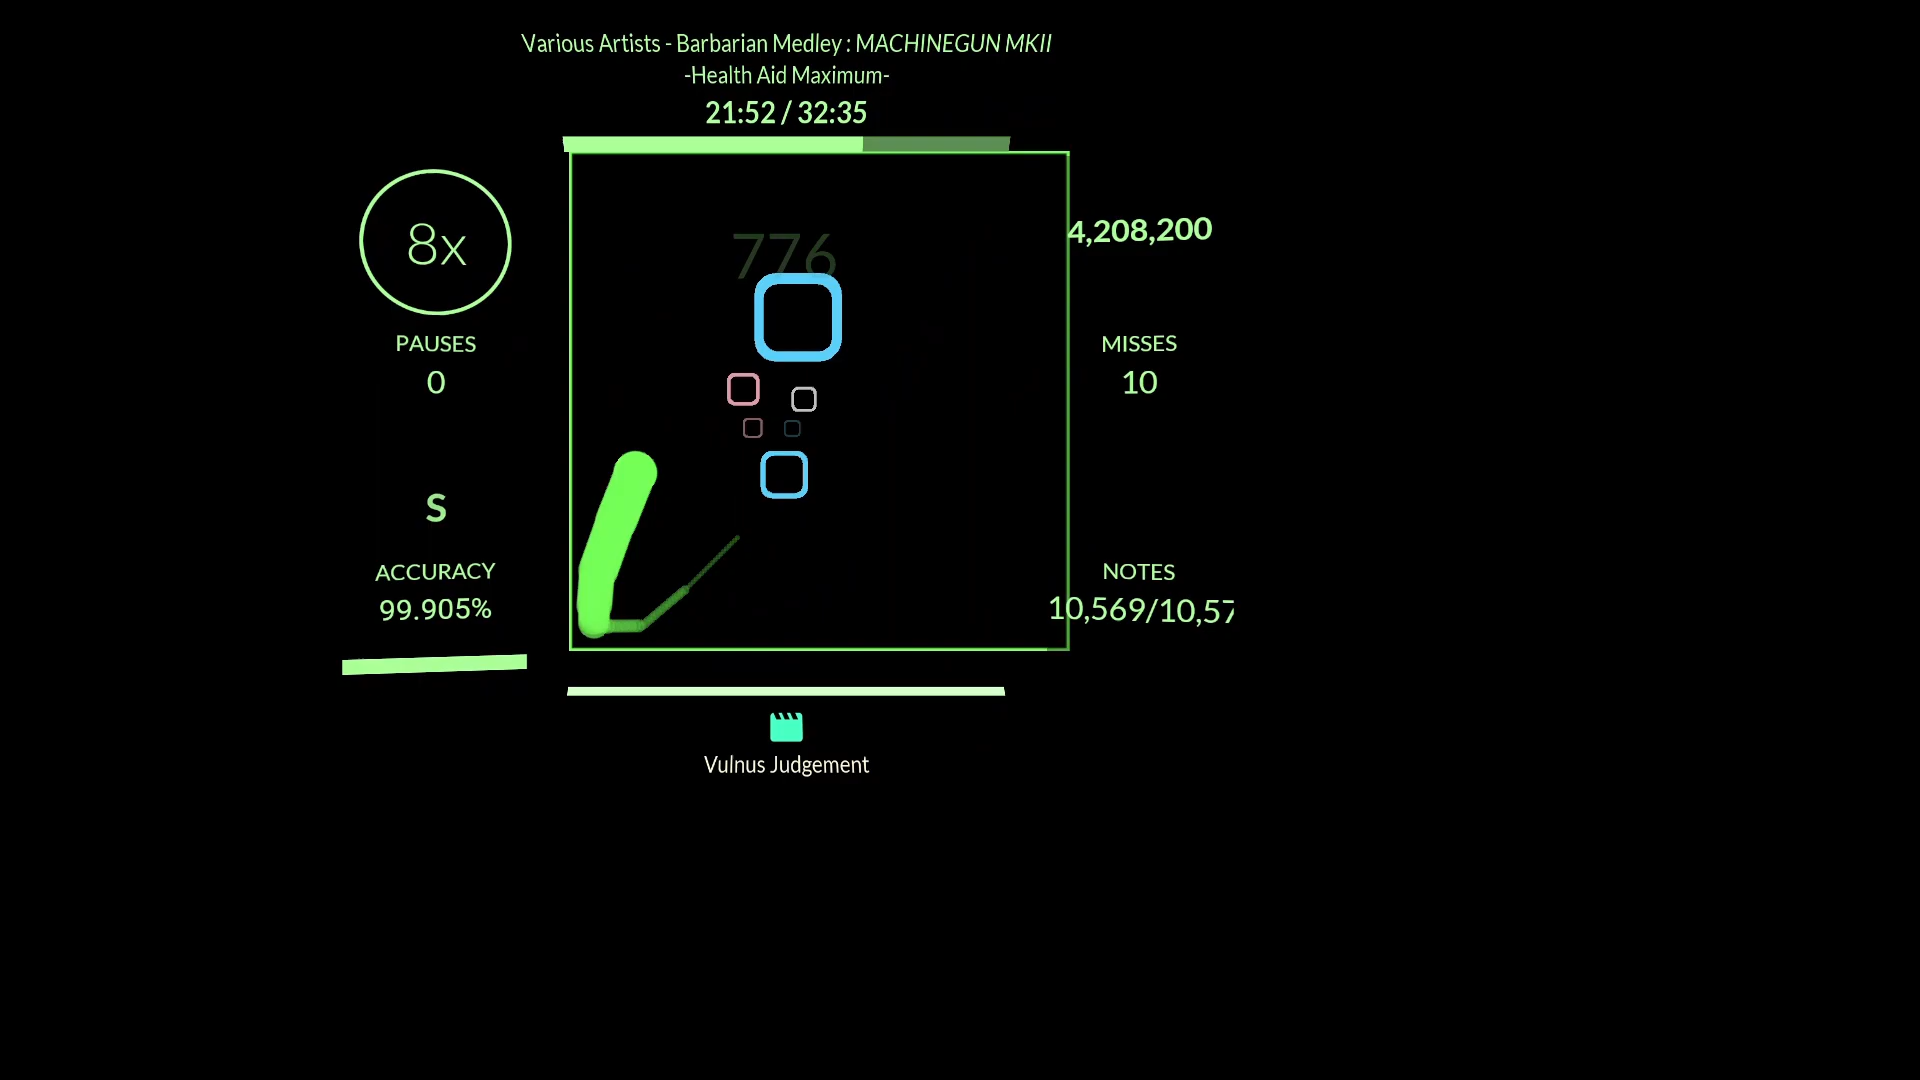 Various Artists - Barbarian Medley : MACHINEGUN MKII
-Health Aid Maximum-
21:52 / 32:35
8x
776
4,208,200
PAUSES
0
MISSES
10
S
ACCURACY
99.905%
NOTES
10,569/10,57
Vulnus Judgement